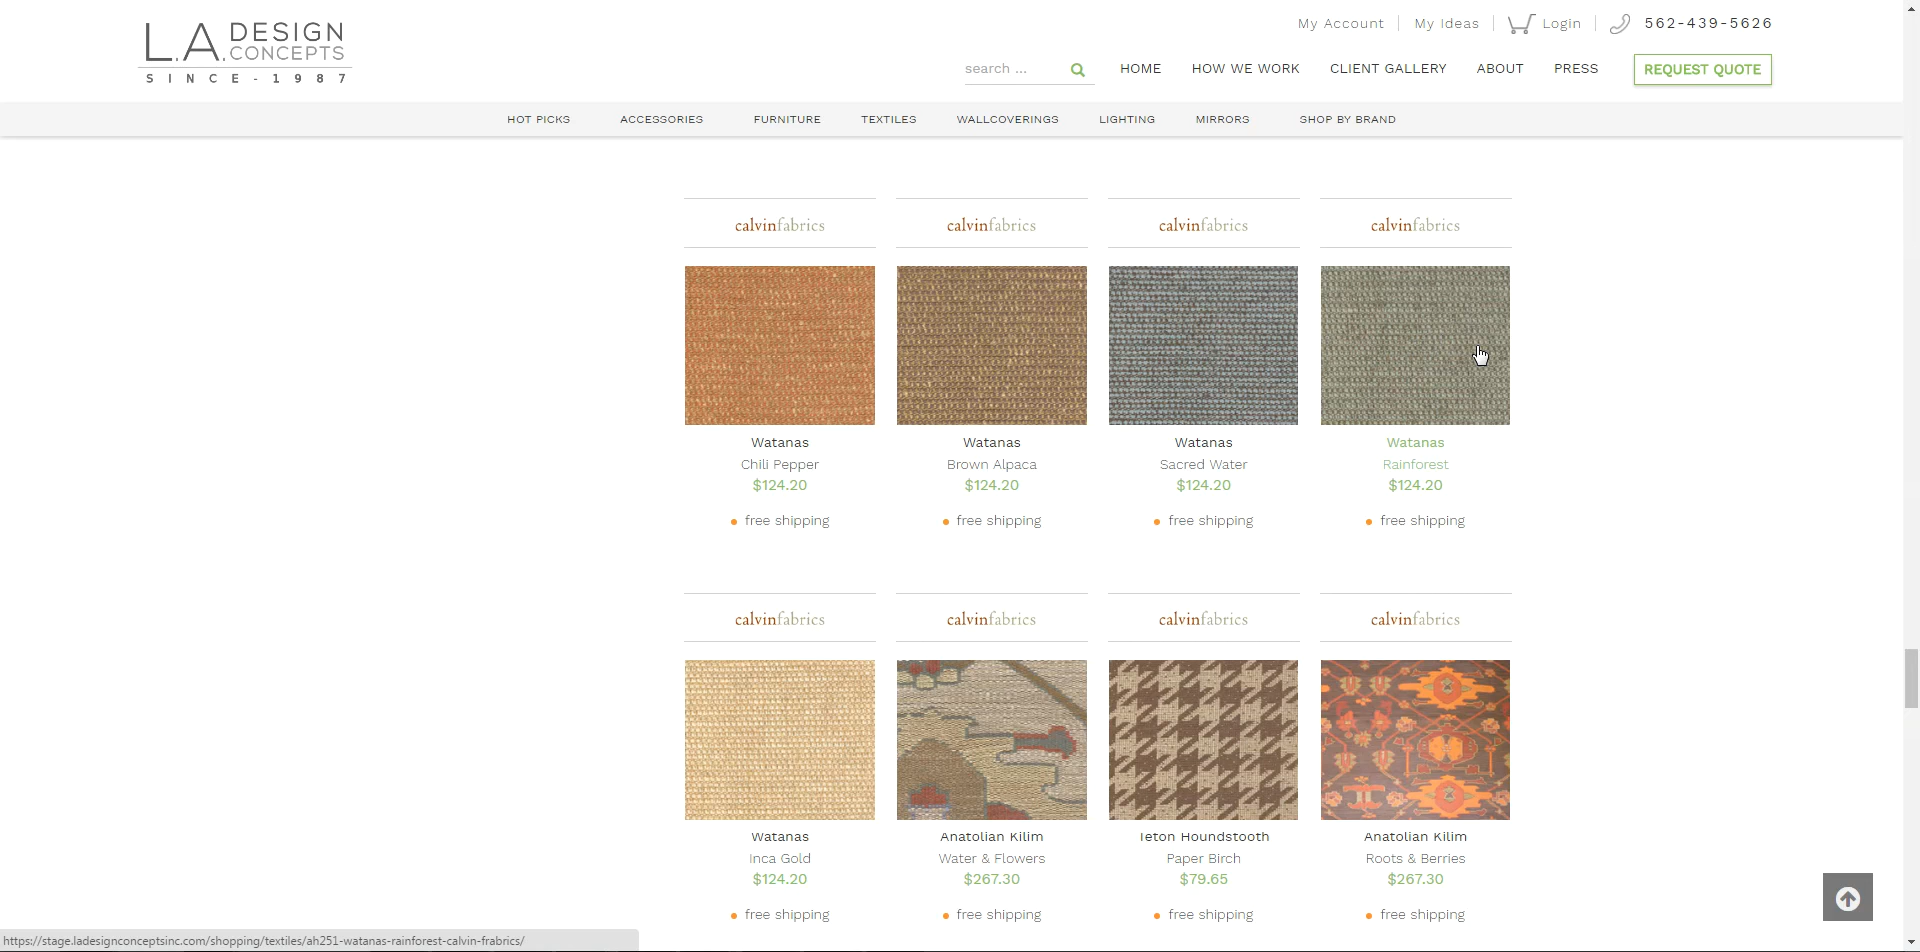 L.A. DESIGN CONCEPTS
SINCE-1987
My Account
My Ideas
Login
562-439-5626
search ...
HOME
HOW WE WORK
CLIENT GALLERY
ABOUT
PRESS
REQUEST QUOTE
HOT PICKS
ACCESSORIES
FURNITURE
TEXTILES
WALLCOVERINGS
LIGHTING
MIRRORS
SHOP BY BRAND
calvinfabrics
calvinfabrics
calvinfabrics
calvinfabrics
Watanas
Chili Pepper
$124.20
free shipping
Watanas
Brown Alpaca
$124.20
free shipping
Watanas
Sacred Water
$124.20
free shipping
Watanas
Rainforest
$124.20
free shipping
calvinfabrics
calvinfabrics
calvinfabrics
calvinfabrics
Watanas
Inca Gold
$124.20
free shipping
Anatolian Kilim
Water & Flowers
$267.30
free shipping
Teton Houndstooth
Paper Birch
$79.65
free shipping
Anatolian Kilim
Roots & Berries
$267.30
free shipping
https://stage.ladesignconceptsinc.com/shopping/textiles/ah251-watanas-rainforest-calvin-frabrics/